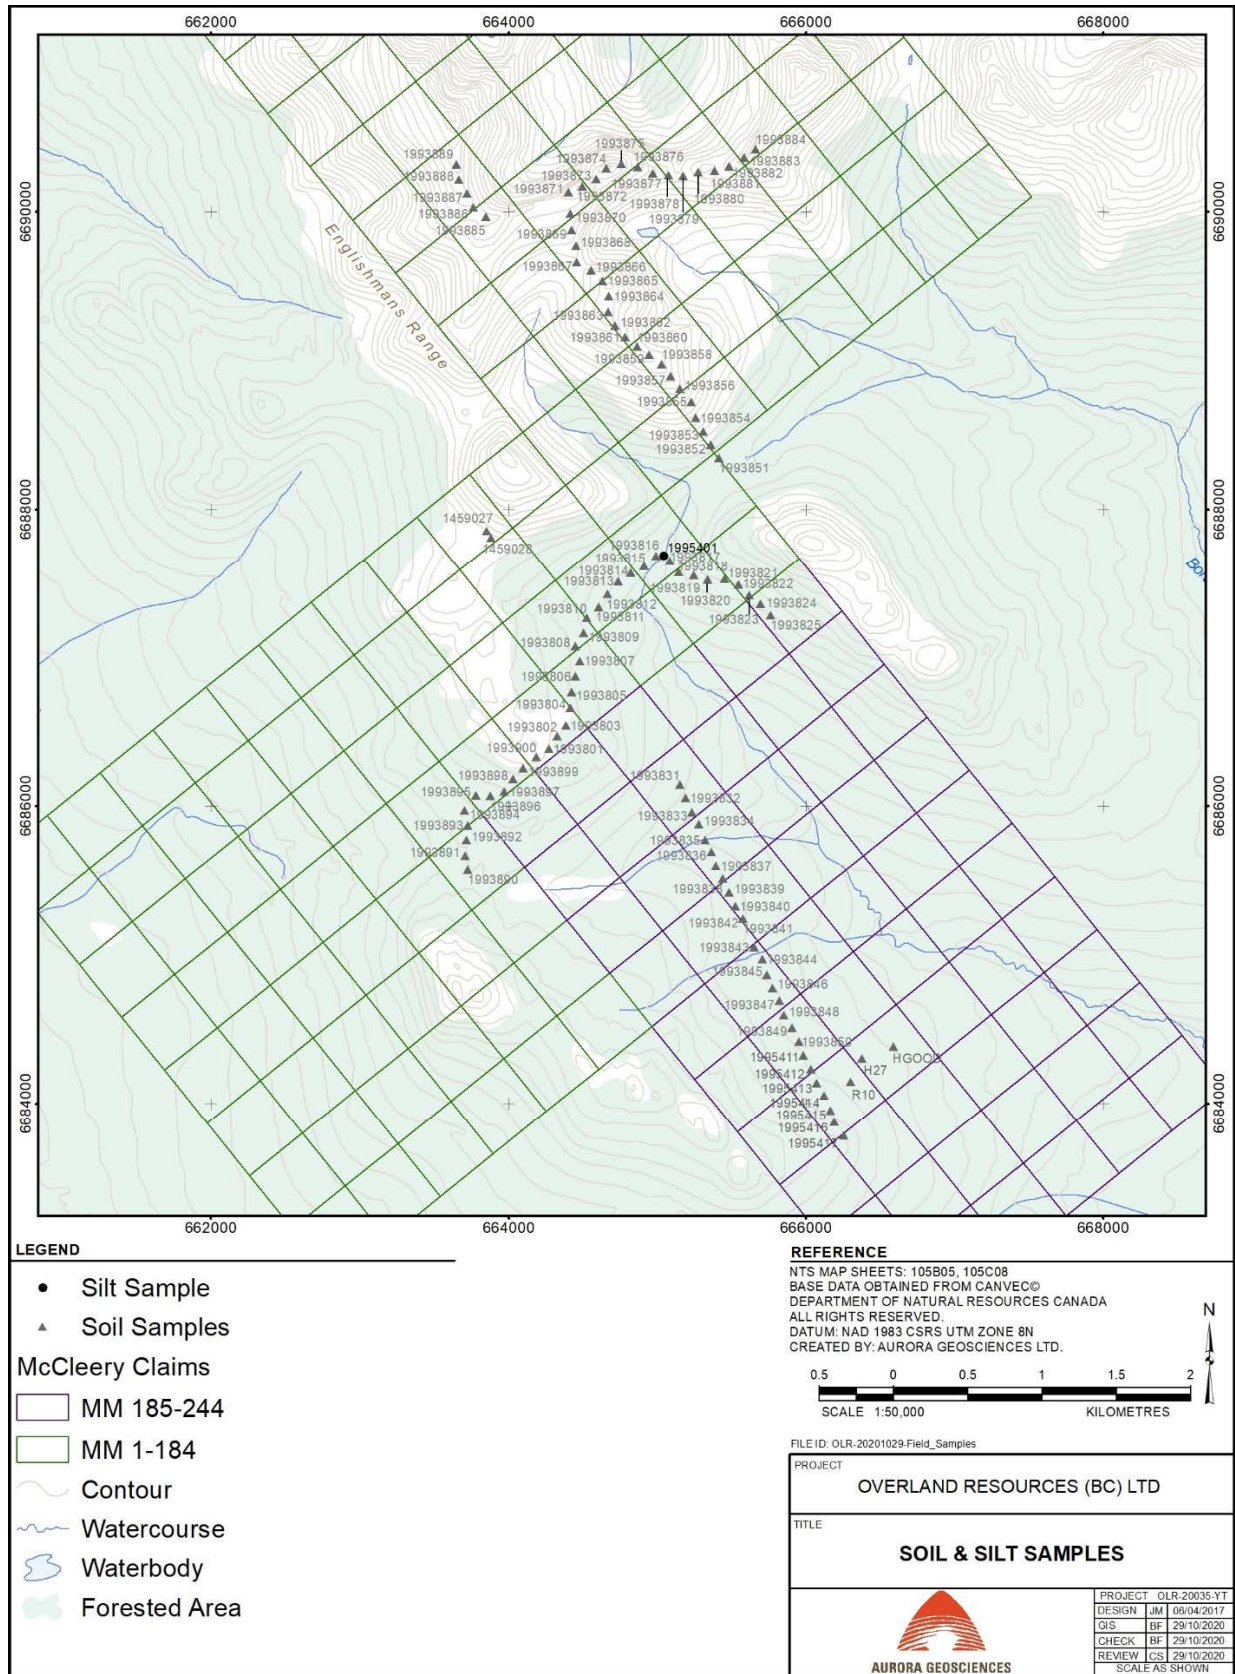 662000 664000 666000 668000
6690000
6688000
6686000
6684000
6690000
6688000
6686000
6684000
1993884
1993875
1993889
1993874
1993876
1993883
1993888
1993873
1993882
1993871
1993877
1993881
1993887
1993872
1993880
1993878
1993886
1993870
1993879
1993885
1993869
1993868
Englishmans Range
1993867
1993866
1993865
1993864
1993863
1993862
1993861
1993860
1993859
1993858
1993857
1993856
1993855
1993854
1993853
1993852
1993851
1459027
1459028
1993816
1995401
1993815
1993817
1993814
1993818
1993821
1993813
1993819
1993822
1993820
1993812
1993824
1993810
1993811
1993823
1993825
1993809
1993808
1993807
1993806
1993805
1993804
1993802
1993803
1993900
1993801
1993899
1993898
1993831
1993895
1993897
1993832
1993896
1993894
1993833
1993834
1993893
1993892
1993835
1993891
1993836
1993837
1993890
1993838
1993839
1993840
1993842
1993841
1993843
1993844
1993845
1993846
1993847
1993848
1993849
1993850
HGOOD
1995411
H27
1995412
R10
1995413
1995414
1995415
1995416
1995417
662000 664000 666000 668000
LEGEND
Silt Sample
Soil Samples
McCleery Claims
MM 185-244
MM 1-184
Contour
Watercourse
Waterbody
Forested Area
REFERENCE
NTS MAP SHEETS: 105B05, 105C08
BASE DATA OBTAINED FROM CANVEC©
DEPARTMENT OF NATURAL RESOURCES CANADA
ALL RIGHTS RESERVED.
DATUM: NAD 1983 CSRS UTM ZONE 8N
CREATED BY: AURORA GEOSCIENCES LTD.
N
0.5 0 0.5 1 1.5 2
SCALE 1:50,000 KILOMETRES
FILE ID: OLR-20201029-Field_Samples
PROJECT
OVERLAND RESOURCES (BC) LTD
TITLE
SOIL & SILT SAMPLES
AURORA GEOSCIENCES
PROJECT OLR-20035-YT
DESIGN JM 06/04/2017
GIS BF 29/10/2020
CHECK BF 29/10/2020
REVIEW CS 29/10/2020
SCALE AS SHOWN